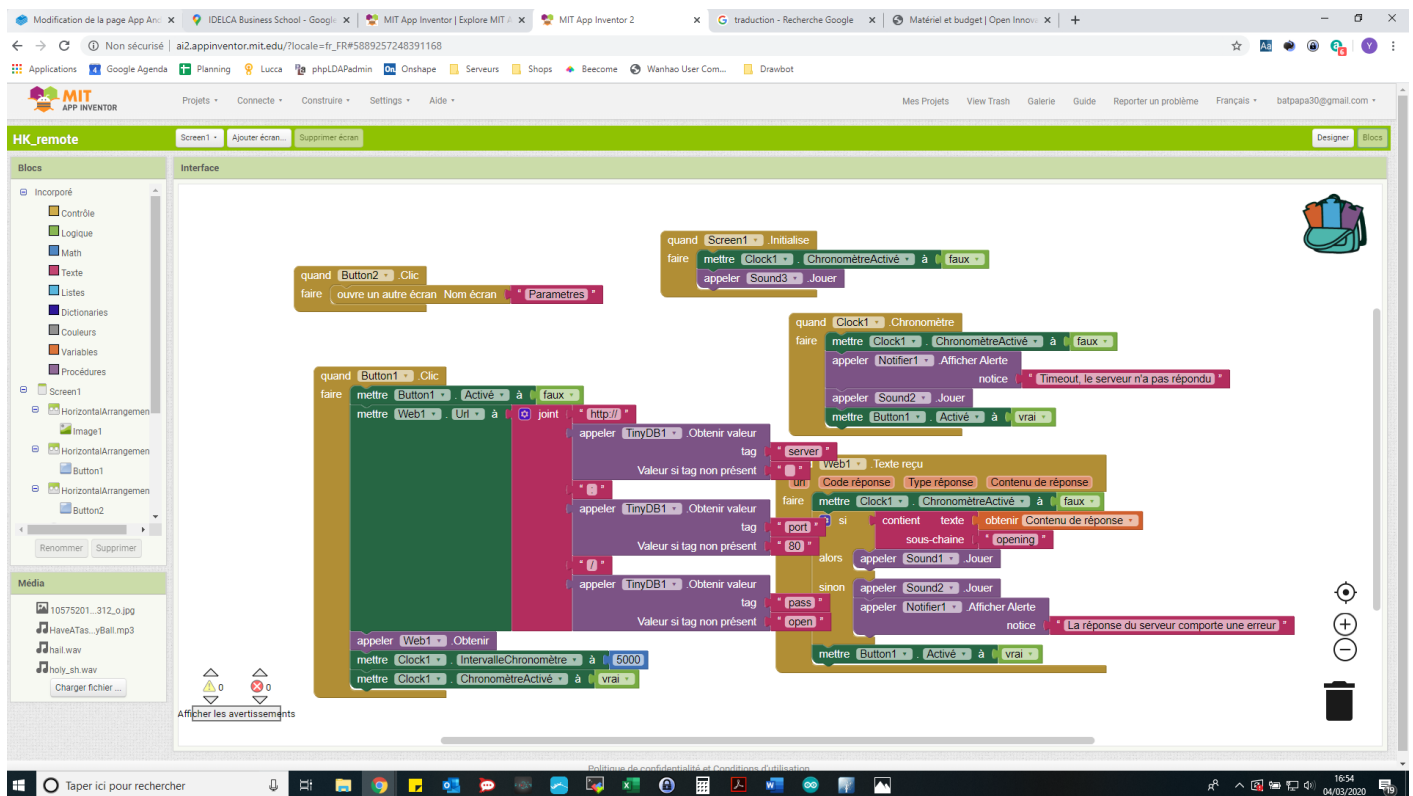 Modification de la page App And
IDELCA Business School - Google
MIT App Inventor | Explore MIT A
MIT App Inventor 2
traduction - Recherche Google
Matériel et budget | Open Innova
Non sécurisé | ai2.appinventor.mit.edu/?locale=fr_FR#5889257248391168
Applications Google Agenda Planning Lucca phpLDAPadmin Onshape Serveurs Shops Beecome Wanhao User Com... Drawbot
MIT
APP INVENTOR
Projets Connecte Construire Settings Aide
Mes Projets View Trash Galerie Guide Reporter un problème Français batpapa30@gmail.com
HK_remote
Screen1 Ajouter écran... Supprimer écran
Designer Blocs
Blocs
Interface
Incorporé
Contrôle
Logique
Math
Texte
Listes
Dictionaries
Couleurs
Variables
Procédures
Screen1
HorizontalArrangemen
Image1
HorizontalArrangemen
Button1
HorizontalArrangemen
Button2
Renommer Supprimer
Média
10575201...312_o.jpg
HaveATas...yBall.mp3
hail.wav
holy_sh.wav
Charger fichier ...
quand Screen1 .Initialise
faire mettre Clock1 . ChronomètreActivé à faux
appeler Sound3 .Jouer
quand Button2 .Clic
faire ouvre un autre écran Nom écran " Parametres "
quand Clock1 .Chronomètre
faire mettre Clock1 . ChronomètreActivé à faux
appeler Notifier1 .Afficher Alerte
notice " Timeout, le serveur n'a pas répondu "
appeler Sound2 .Jouer
mettre Button1 . Activé à vrai
quand Button1 .Clic
faire mettre Button1 . Activé à faux
mettre Web1 . Url à joint " http:// "
appeler TinyDB1 .Obtenir valeur
tag " server "
Valeur si tag non présent " "
" : "
appeler TinyDB1 .Obtenir valeur
tag " port "
Valeur si tag non présent " 80 "
" / "
appeler TinyDB1 .Obtenir valeur
tag " pass "
Valeur si tag non présent " open "
appeler Web1 .Obtenir
mettre Clock1 . IntervalleChronomètre à 5000
mettre Clock1 . ChronomètreActivé à vrai
Web1 .Texte reçu
url Code réponse Type réponse Contenu de réponse
faire mettre Clock1 . ChronomètreActivé à faux
si contient texte obtenir Contenu de réponse
sous-chaine " opening "
alors appeler Sound1 .Jouer
sinon appeler Sound2 .Jouer
appeler Notifier1 .Afficher Alerte
notice " La réponse du serveur comporte une erreur "
mettre Button1 . Activé à vrai
0 0
Afficher les avertissements
Politique de confidentialité et Conditions d'utilisation
Taper ici pour rechercher
16:54
04/03/2020
19